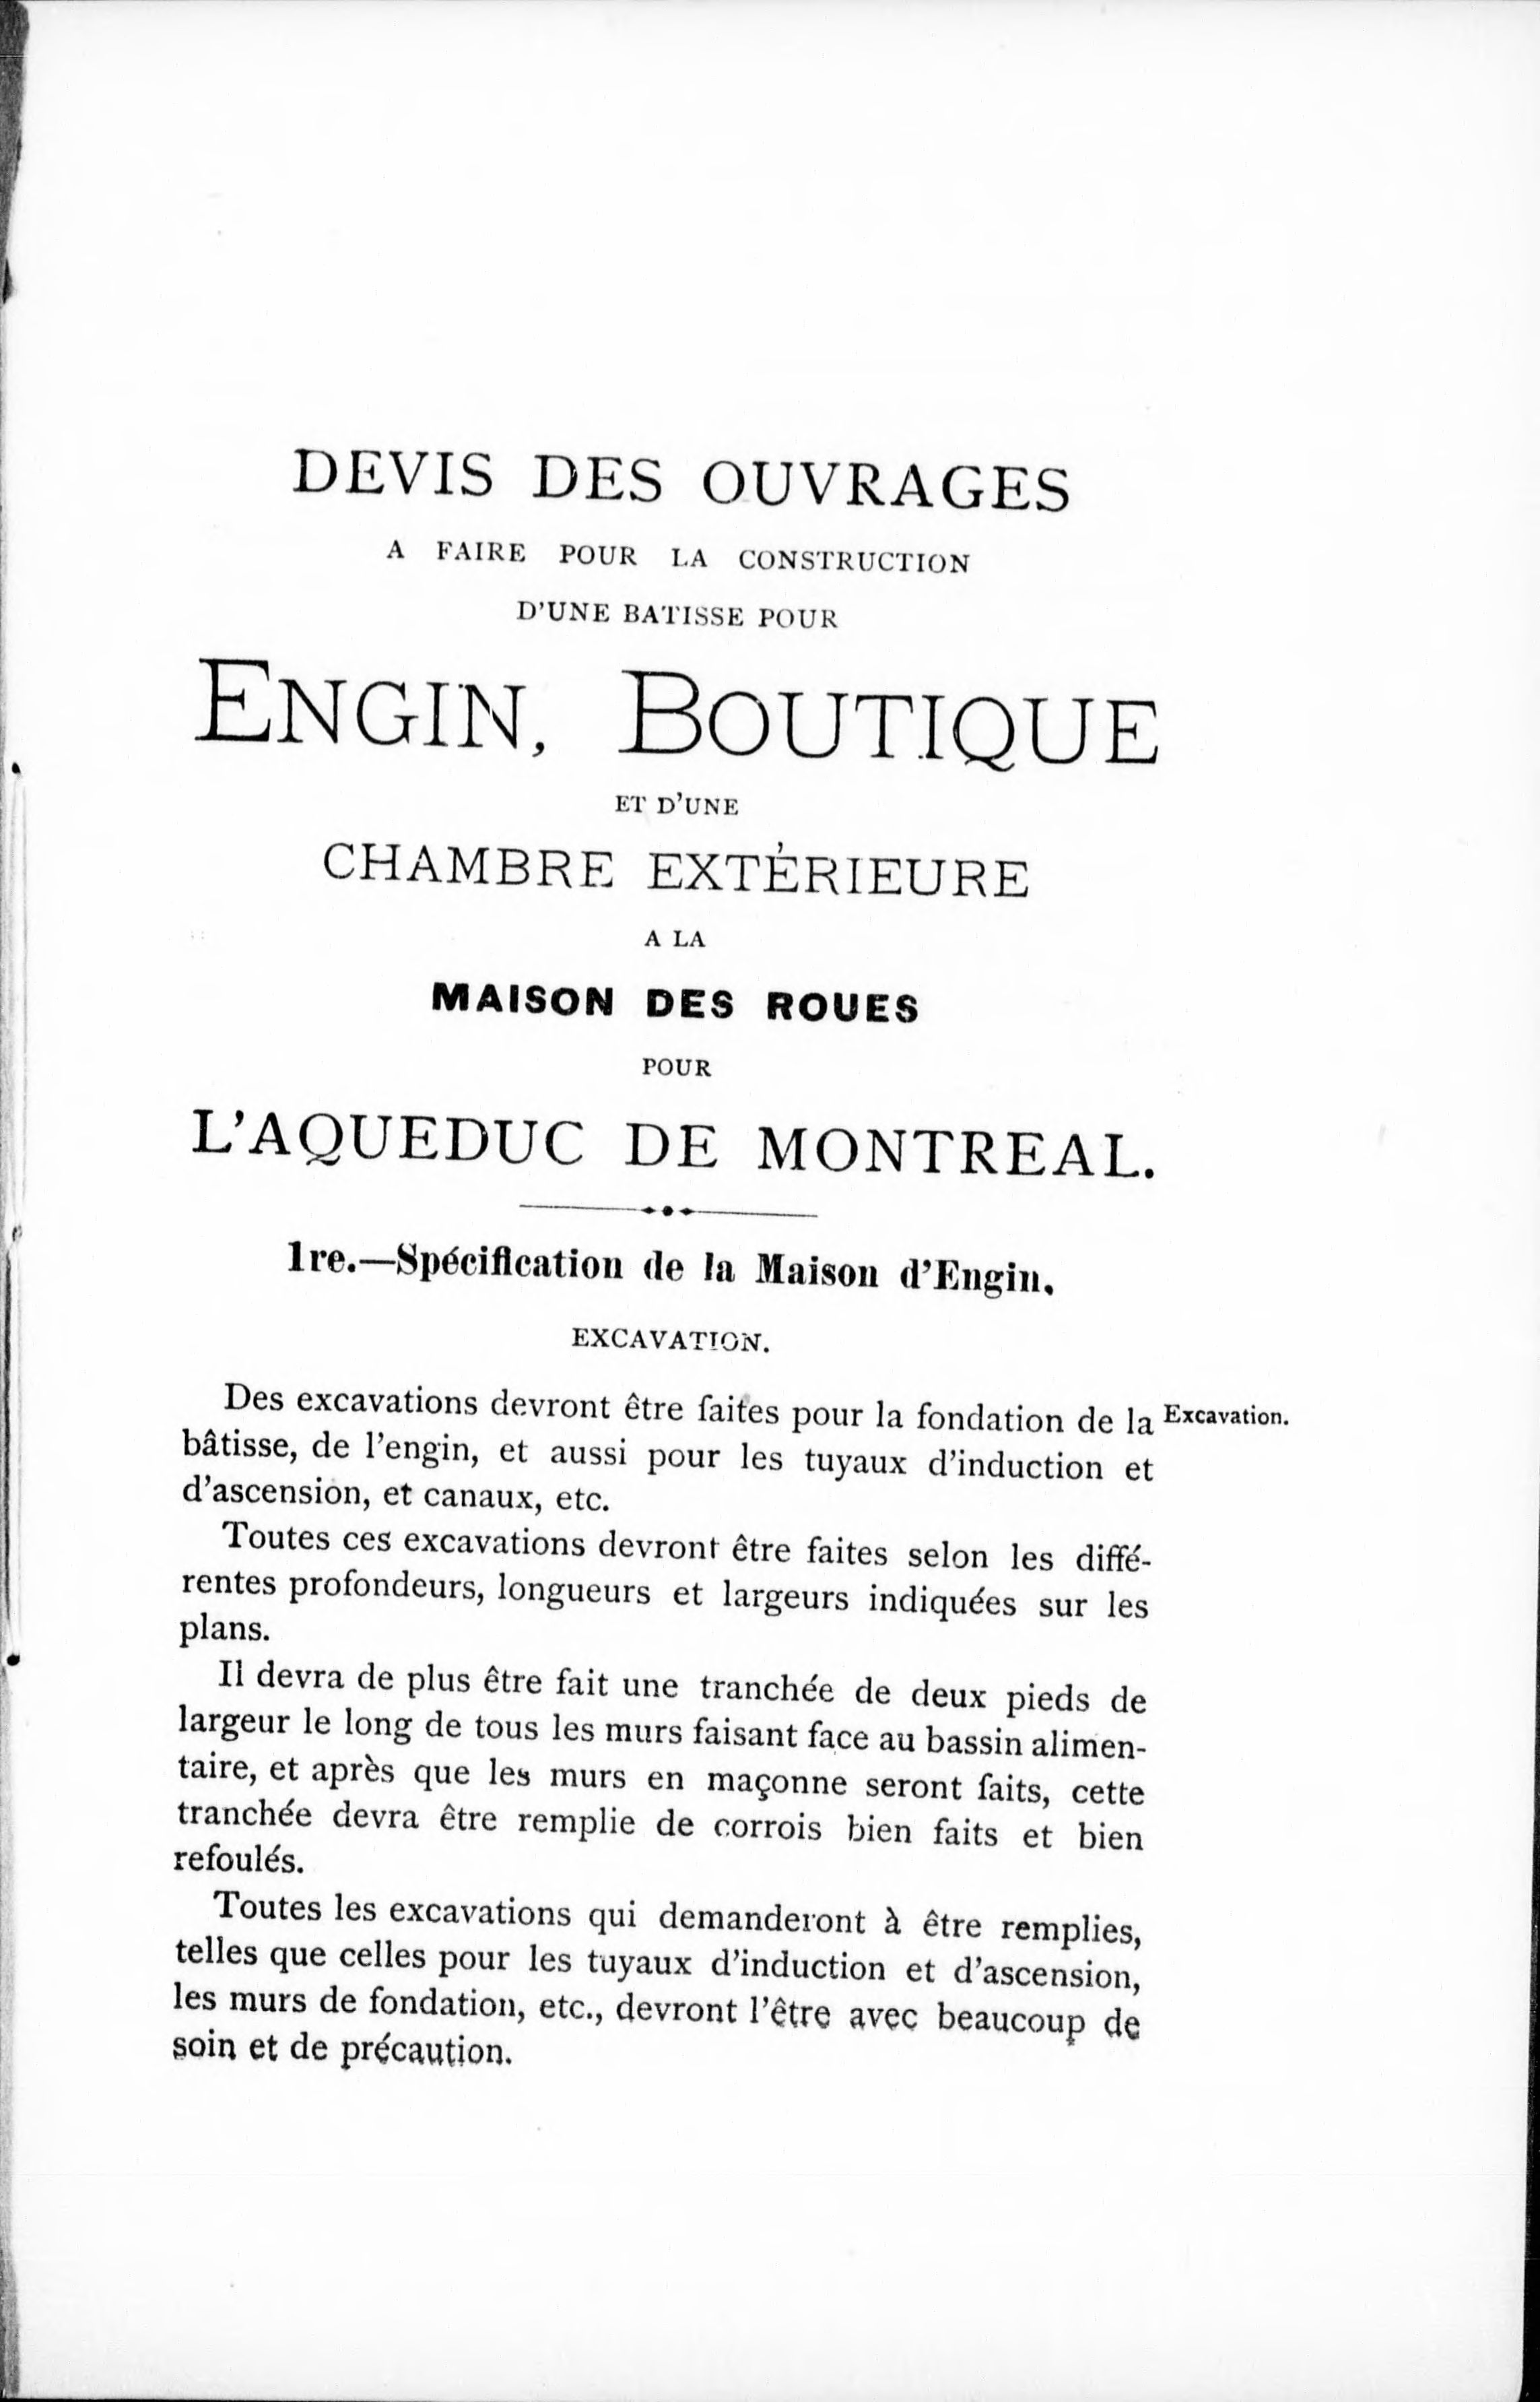 DEVIS DES OUVRAGES
A FAIRE POUR LA CONSTRUCTION
D'UNE BATISSE POUR
ENGIN, BOUTIQUE
ET D'UNE
CHAMBRE EXTÉRIEURE
A LA
MAISON DES ROUES
POUR
L'AQUEDUC DE MONTREAL.
1re.—Spécification de la Maison d'Engin.
EXCAVATION.
Des excavations devront être faites pour la fondation de la Excavation.
bâtisse, de l'engin, et aussi pour les tuyaux d'induction et
d'ascension, et canaux, etc.
Toutes ces excavations devront être faites selon les diffé-
rentes profondeurs, longueurs et largeurs indiquées sur les
plans.
Il devra de plus être fait une tranchée de deux pieds de
largeur le long de tous les murs faisant face au bassin alimen-
taire, et après que les murs en maçonne seront faits, cette
tranchée devra être remplie de corrois bien faits et bien
refoulés.
Toutes les excavations qui demanderont à être remplies,
telles que celles pour les tuyaux d'induction et d'ascension,
les murs de fondation, etc., devront l'être avec beaucoup de
soin et de précaution.